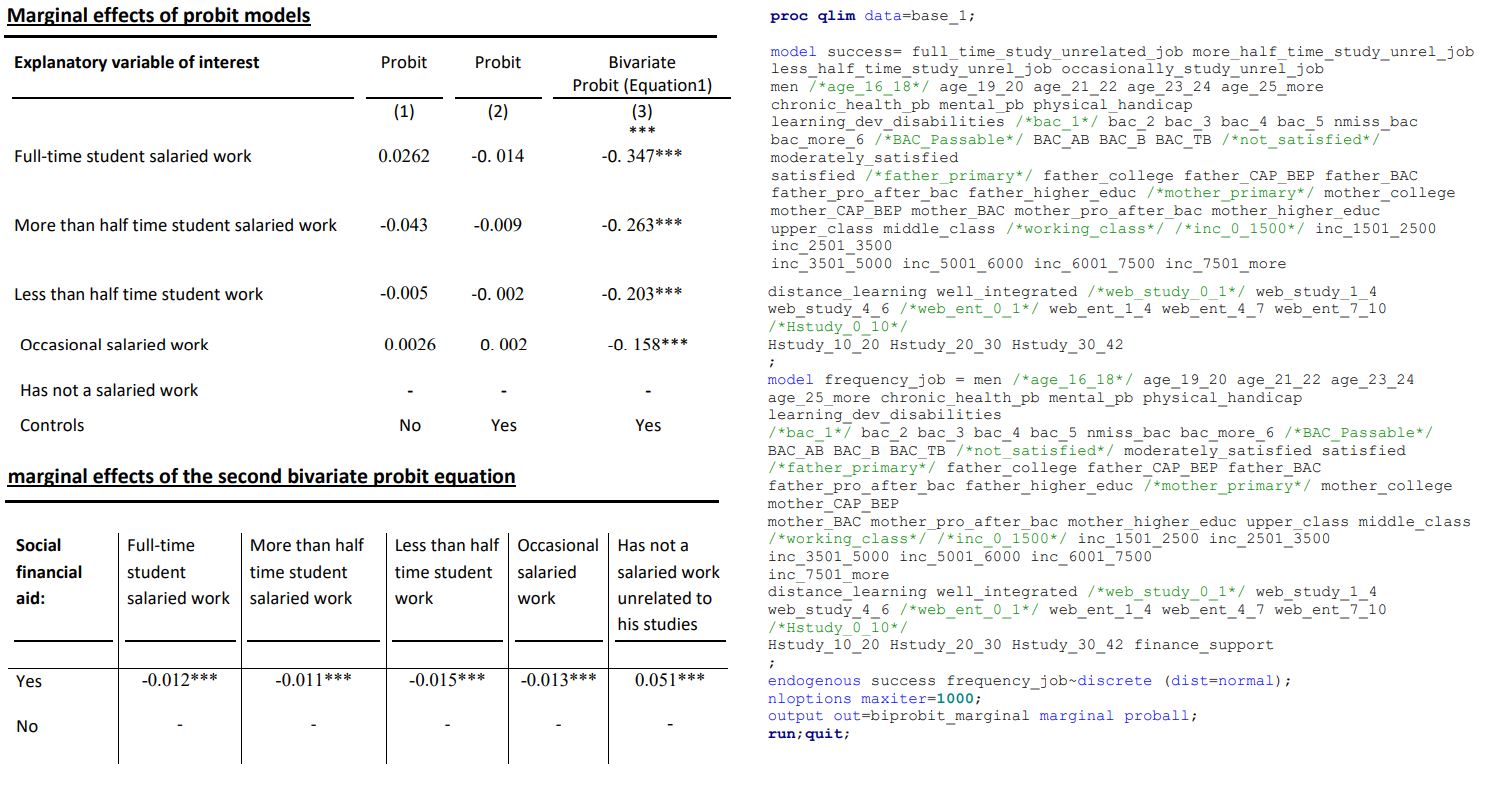 Marginal effects of probit models
Explanatory variable of interest Probit Probit Bivariate
Probit (Equation1)
(1) (2) (3)
***
Full-time student salaried work 0.0262 -0. 014 -0. 347***
More than half time student salaried work -0.043 -0.009 -0. 263***
Less than half time student work -0.005 -0. 002 -0. 203***
Occasional salaried work 0.0026 0. 002 -0. 158***
Has not a salaried work - - -
Controls No Yes Yes
marginal effects of the second bivariate probit equation
Social Full-time More than half Less than half Occasional Has not a
financial student time student time student salaried salaried work
aid: salaried work salaried work work work unrelated to
his studies
Yes -0.012*** -0.011*** -0.015*** -0.013*** 0.051***
No - - - - -
proc qlim data=base_1;
model success= full_time_study_unrelated_job more_half_time_study_unrel_job
less_half_time_study_unrel_job occasionally_study_unrel_job
men /*age_16_18*/ age_19_20 age_21_22 age_23_24 age_25_more
chronic_health_pb mental_pb physical_handicap
learning_dev_disabilities /*bac_1*/ bac_2 bac_3 bac_4 bac_5 nmiss_bac
bac_more_6 /*BAC_Passable*/ BAC_AB BAC_B BAC_TB /*not_satisfied*/
moderately_satisfied
satisfied /*father_primary*/ father_college father_CAP_BEP father_BAC
father_pro_after_bac father_higher_educ /*mother_primary*/ mother_college
mother_CAP_BEP mother_BAC mother_pro_after_bac mother_higher_educ
upper_class middle_class /*working_class*/ /*inc_0_1500*/ inc_1501_2500
inc_2501_3500
inc_3501_5000 inc_5001_6000 inc_6001_7500 inc_7501_more
distance_learning well_integrated /*web_study_0_1*/ web_study_1_4
web_study_4_6 /*web_ent_0_1*/ web_ent_1_4 web_ent_4_7 web_ent_7_10
/*Hstudy_0_10*/
Hstudy_10_20 Hstudy_20_30 Hstudy_30_42
;
model frequency_job = men /*age_16_18*/ age_19_20 age_21_22 age_23_24
age_25_more chronic_health_pb mental_pb physical_handicap
learning_dev_disabilities
/*bac_1*/ bac_2 bac_3 bac_4 bac_5 nmiss_bac bac_more_6 /*BAC_Passable*/
BAC_AB BAC_B BAC_TB /*not_satisfied*/ moderately_satisfied satisfied
/*father_primary*/ father_college father_CAP_BEP father_BAC
father_pro_after_bac father_higher_educ /*mother_primary*/ mother_college
mother_CAP_BEP
mother_BAC mother_pro_after_bac mother_higher_educ upper_class middle_class
/*working_class*/ /*inc_0_1500*/ inc_1501_2500 inc_2501_3500
inc_3501_5000 inc_5001_6000 inc_6001_7500
inc_7501_more
distance_learning well_integrated /*web_study_0_1*/ web_study_1_4
web_study_4_6 /*web_ent_0_1*/ web_ent_1_4 web_ent_4_7 web_ent_7_10
/*Hstudy_0_10*/
Hstudy_10_20 Hstudy_20_30 Hstudy_30_42 finance_support
;
endogenous success frequency_job~discrete (dist=normal);
nloptions maxiter=1000;
output out=biprobit_marginal marginal proball;
run;quit;